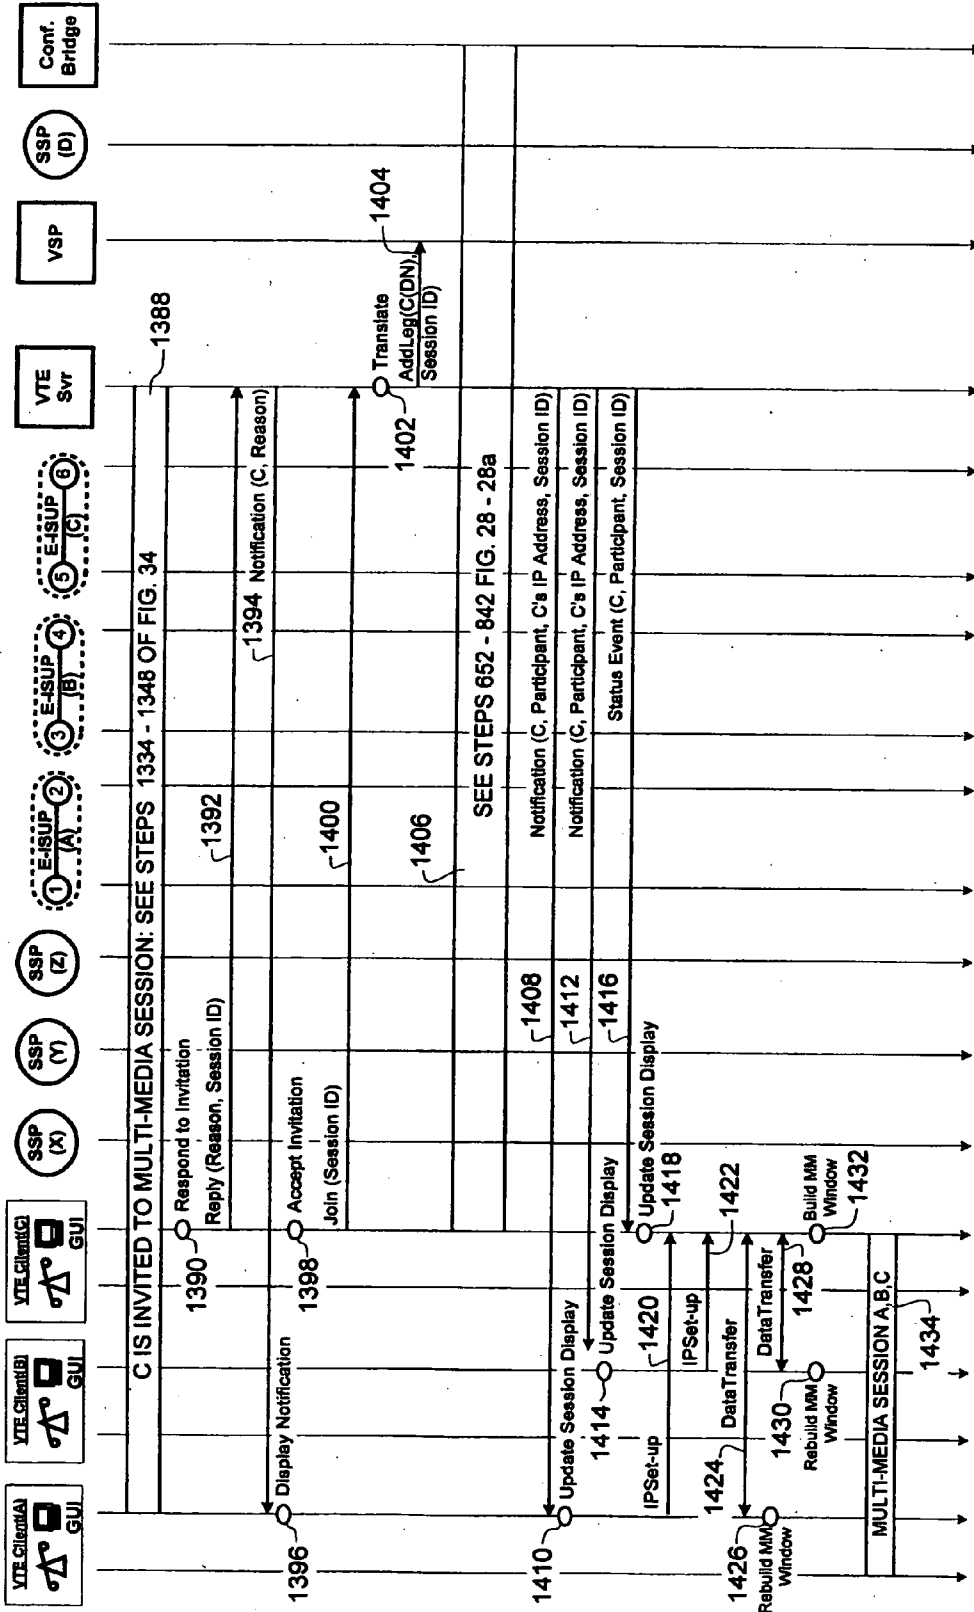 VTE Client(A)
GUI
VTE Client(B)
GUI
VTE Client(C)
GUI
SSP
(X)
SSP
(Y)
SSP
(Z)
1
E-ISUP
(A)
2
3
E-ISUP
(B)
4
5
E-ISUP
(C)
6
VTE
Svr
VSP
SSP
(D)
Conf.
Bridge
C IS INVITED TO MULTI-MEDIA SESSION: SEE STEPS 1334 - 1348 OF FIG. 34
1388
1390
Respond to Invitation
Reply (Reason, Session ID)
1392
1394 Notification (C, Reason)
1396
Display Notification
1398
Accept Invitation
Join (Session ID)
1400
1402
Translate
AddLeg(C(DN),
Session ID)
1404
1406
SEE STEPS 652 - 842 FIG. 28 - 28a
1408
Notification (C, Participant, C's IP Address, Session ID)
1410
Update Session Display
1412
Notification (C, Participant, C's IP Address, Session ID)
1414
Update Session Display
1416
Status Event (C, Participant, Session ID)
Update Session Display
1418
IPSet-up
1420
IPSet-up
1422
1424
DataTransfer
DataTransfer
1428
1426
Rebuild MM
Window
1430
Rebuild MM
Window
Build MM
Window
1432
MULTI-MEDIA SESSION A,B,C
1434